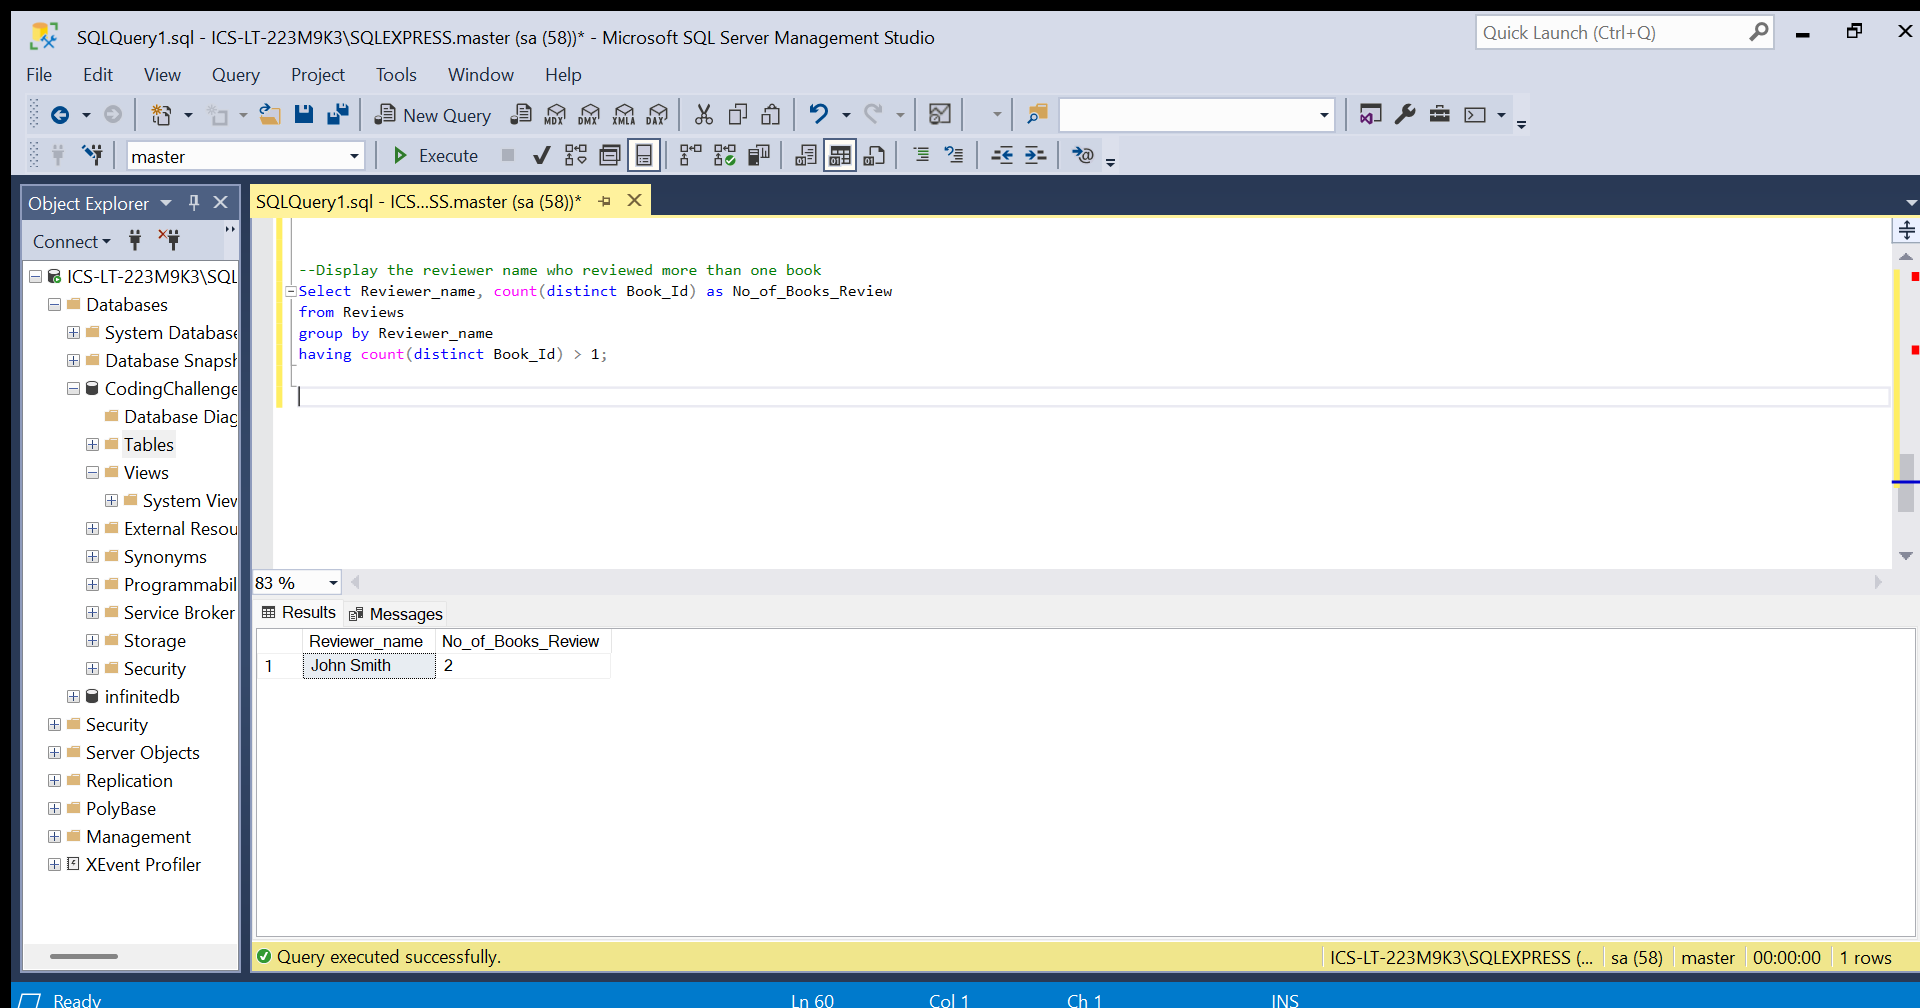 SQLQuery1.sql - ICS-LT-223M9K3\SQLEXPRESS.master (sa (58))* - Microsoft SQL Server Management Studio
Quick Launch (Ctrl+Q)
File Edit View Query Project Tools Window Help
New Query MDX DMX XMLA DAX
master Execute
Object Explorer
SQLQuery1.sql - ICS...SS.master (sa (58))*
Connect
ICS-LT-223M9K3\SQL
Databases
System Database
Database Snapsh
CodingChallenge
Database Diag
Tables
Views
System View
External Resou
Synonyms
Programmabil
Service Broker
Storage
Security
infinitedb
Security
Server Objects
Replication
PolyBase
Management
XEvent Profiler
--Display the reviewer name who reviewed more than one book
Select Reviewer_name, count(distinct Book_Id) as No_of_Books_Review
from Reviews
group by Reviewer_name
having count(distinct Book_Id) > 1;
83 %
Results Messages
Reviewer_name No_of_Books_Review
1 John Smith 2
Query executed successfully. ICS-LT-223M9K3\SQLEXPRESS (... sa (58) master 00:00:00 1 rows
Ready Ln 60 Col 1 Ch 1 INS